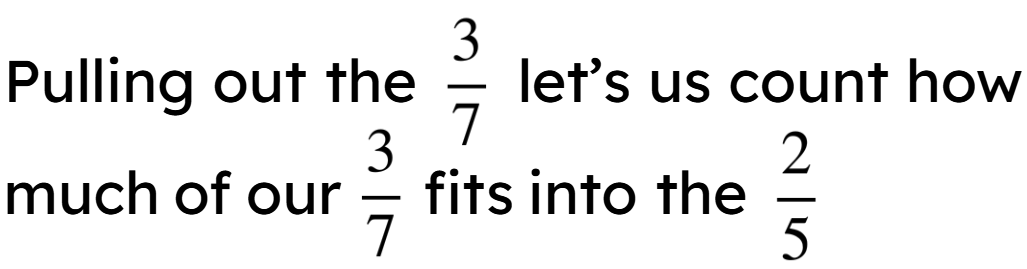 Pulling out the 3/7 let’s us count how
much of our 3/7 fits into the 2/5